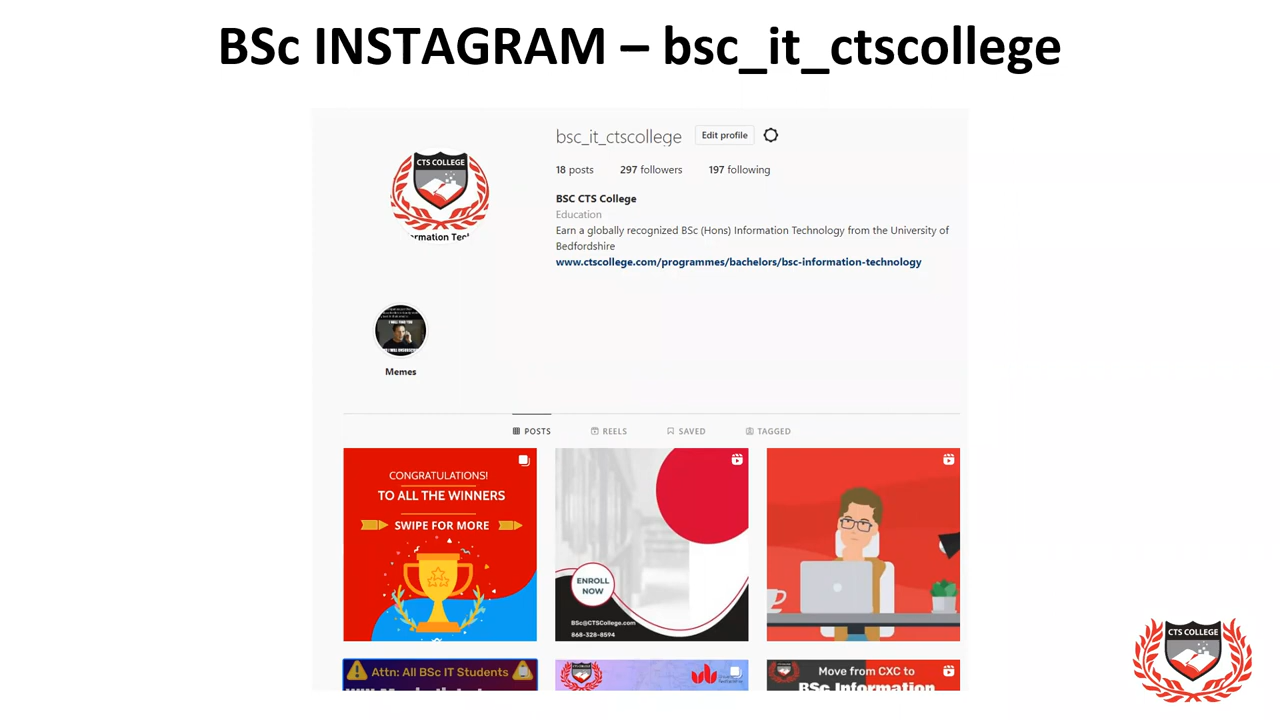 BSc INSTAGRAM – bsc_it_ctscollege
bsc_it_ctscollege Edit profile
18 posts 297 followers 197 following
BSC CTS College
Education
Earn a globally recognized BSc (Hons) Information Technology from the University of
Bedfordshire
www.ctscollege.com/programmes/bachelors/bsc-information-technology
CTS COLLEGE
Memes
POSTS REELS SAVED TAGGED
CONGRATULATIONS!
TO ALL THE WINNERS
SWIPE FOR MORE
ENROLL
NOW
BSc@CTSCollege.com
868-328-8594
Attn: All BSc IT Students
Move from CXC to
BSc Information
CTS COLLEGE